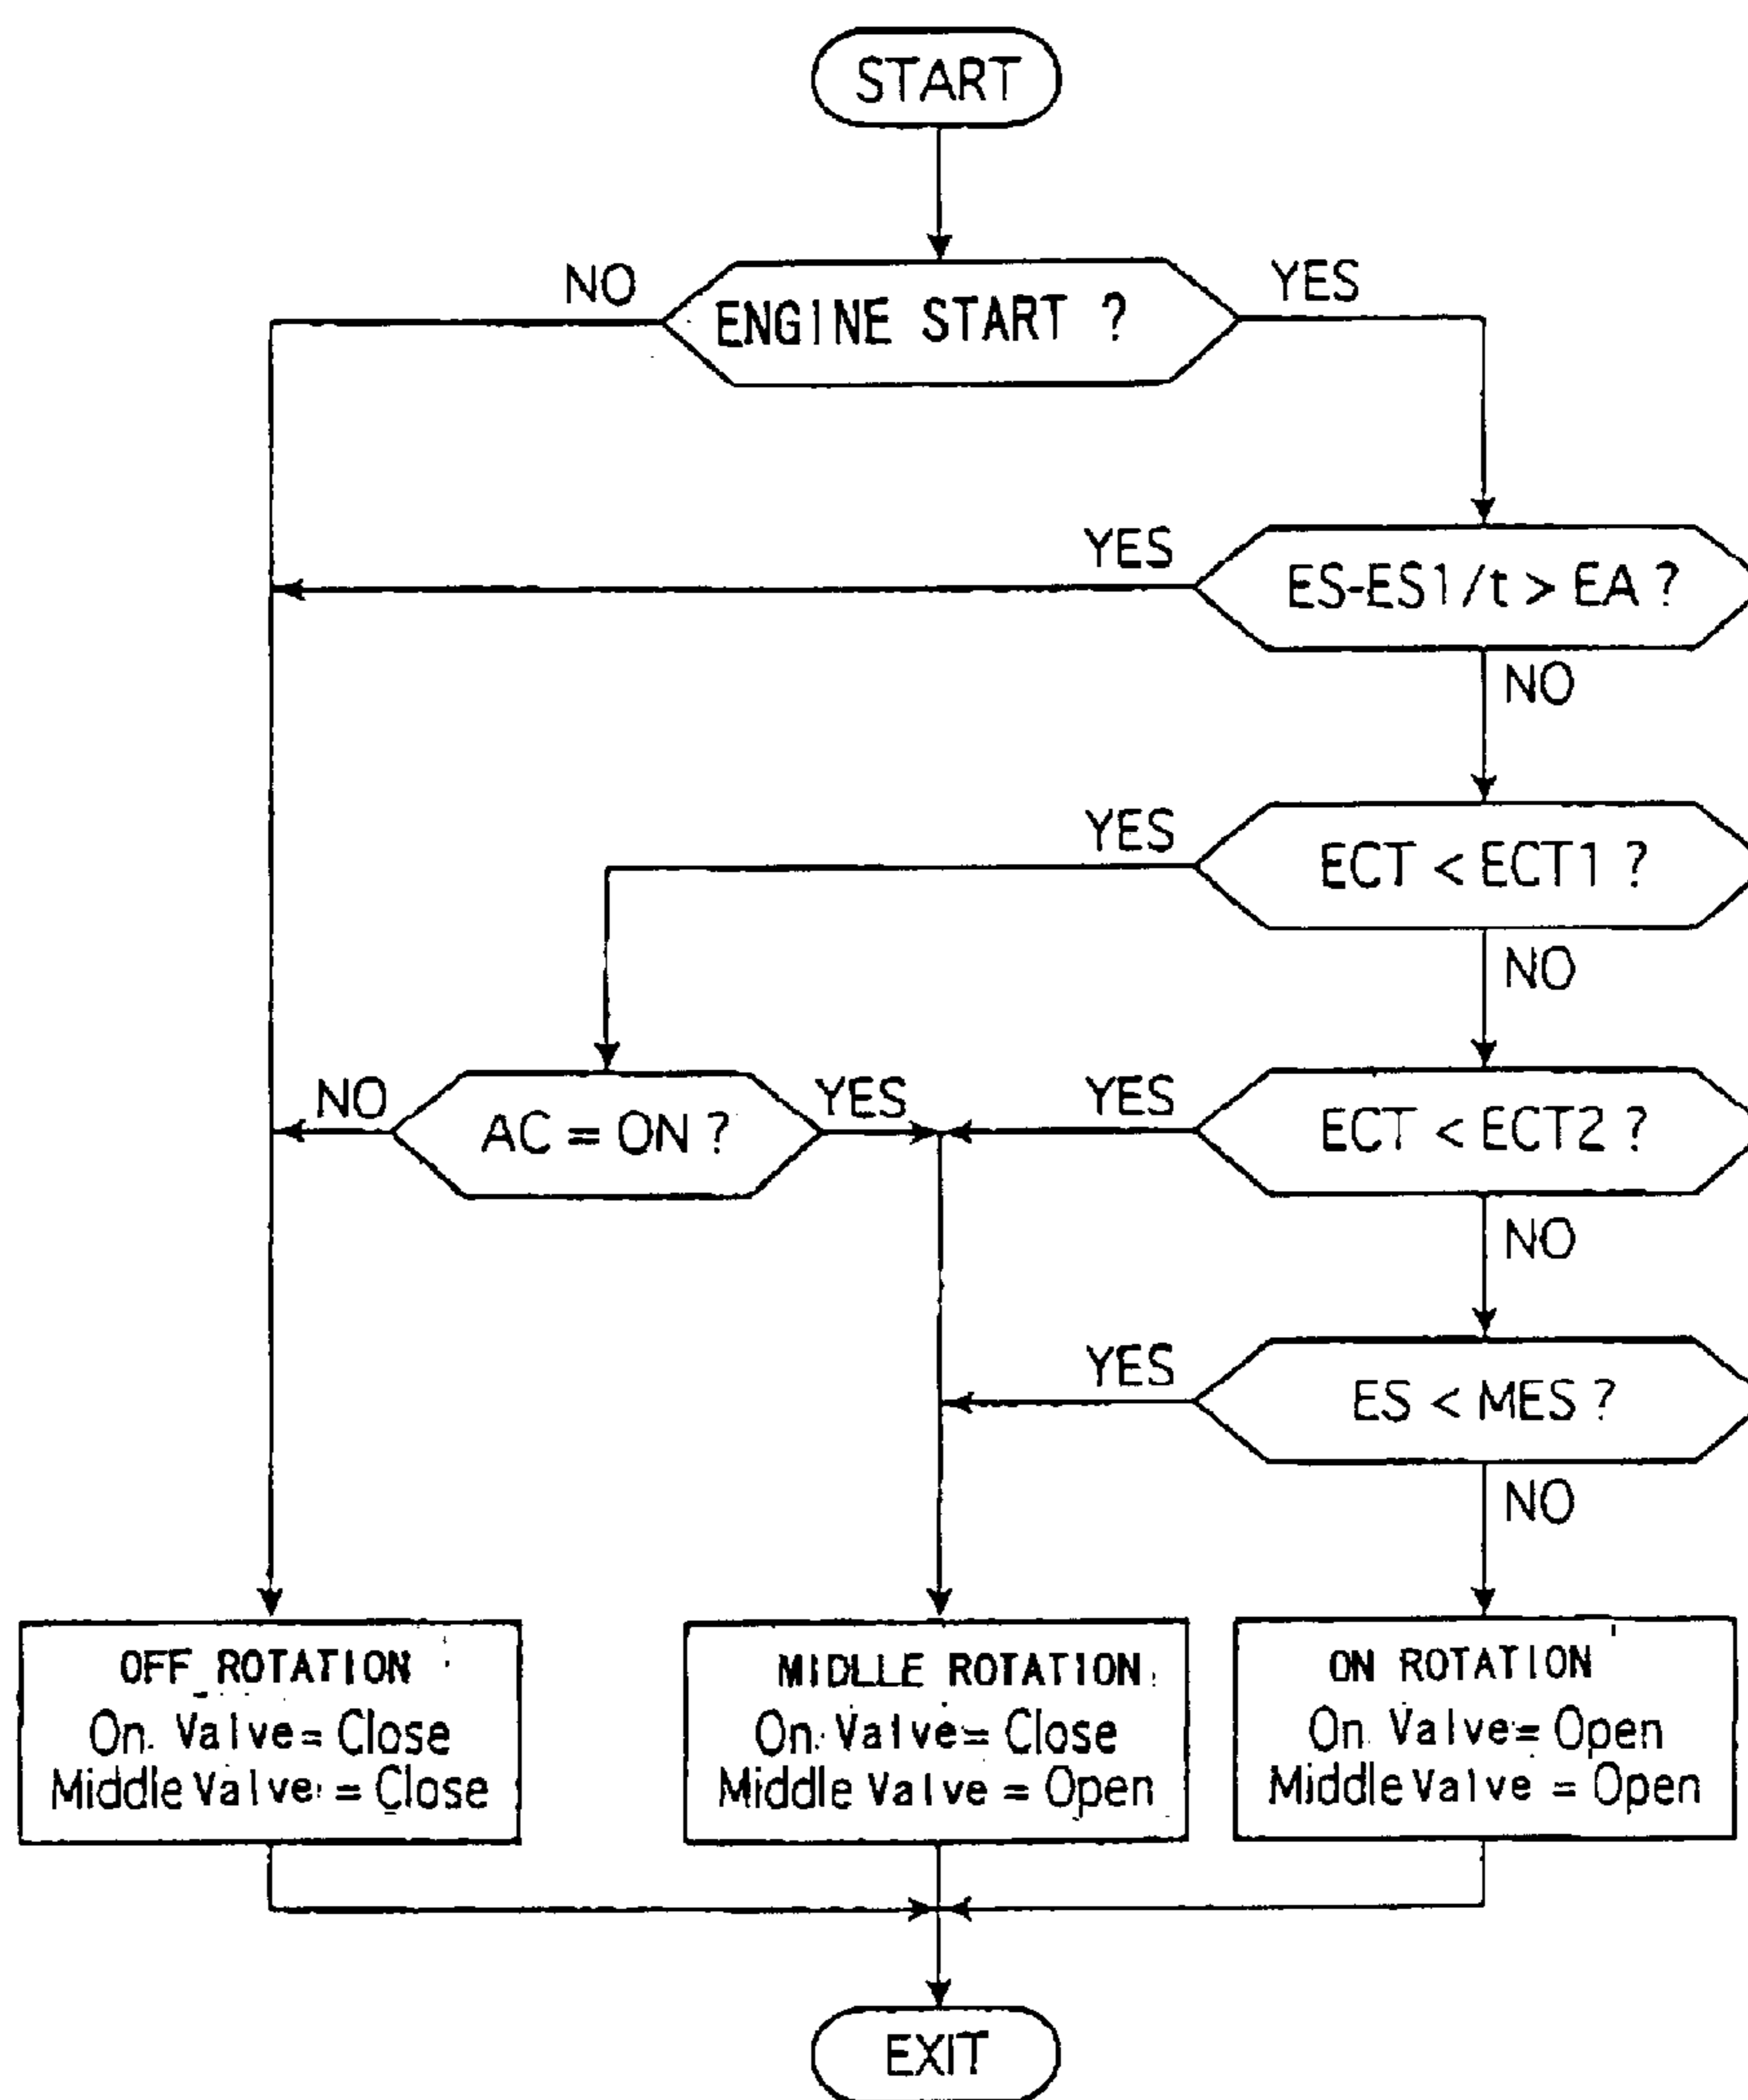 START
NO
YES
ENGINE START ?
YES
ES-ES1/t > EA ?
NO
YES
ECT < ECT1 ?
NO
NO
AC = ON ?
YES
YES
ECT < ECT2 ?
NO
YES
ES < MES ?
NO
OFF ROTATION
On Valve = Close
Middle Valve = Close
MIDLLE ROTATION
On Valve = Close
Middle Valve = Open
ON ROTATION
On Valve = Open
Middle Valve = Open
EXIT